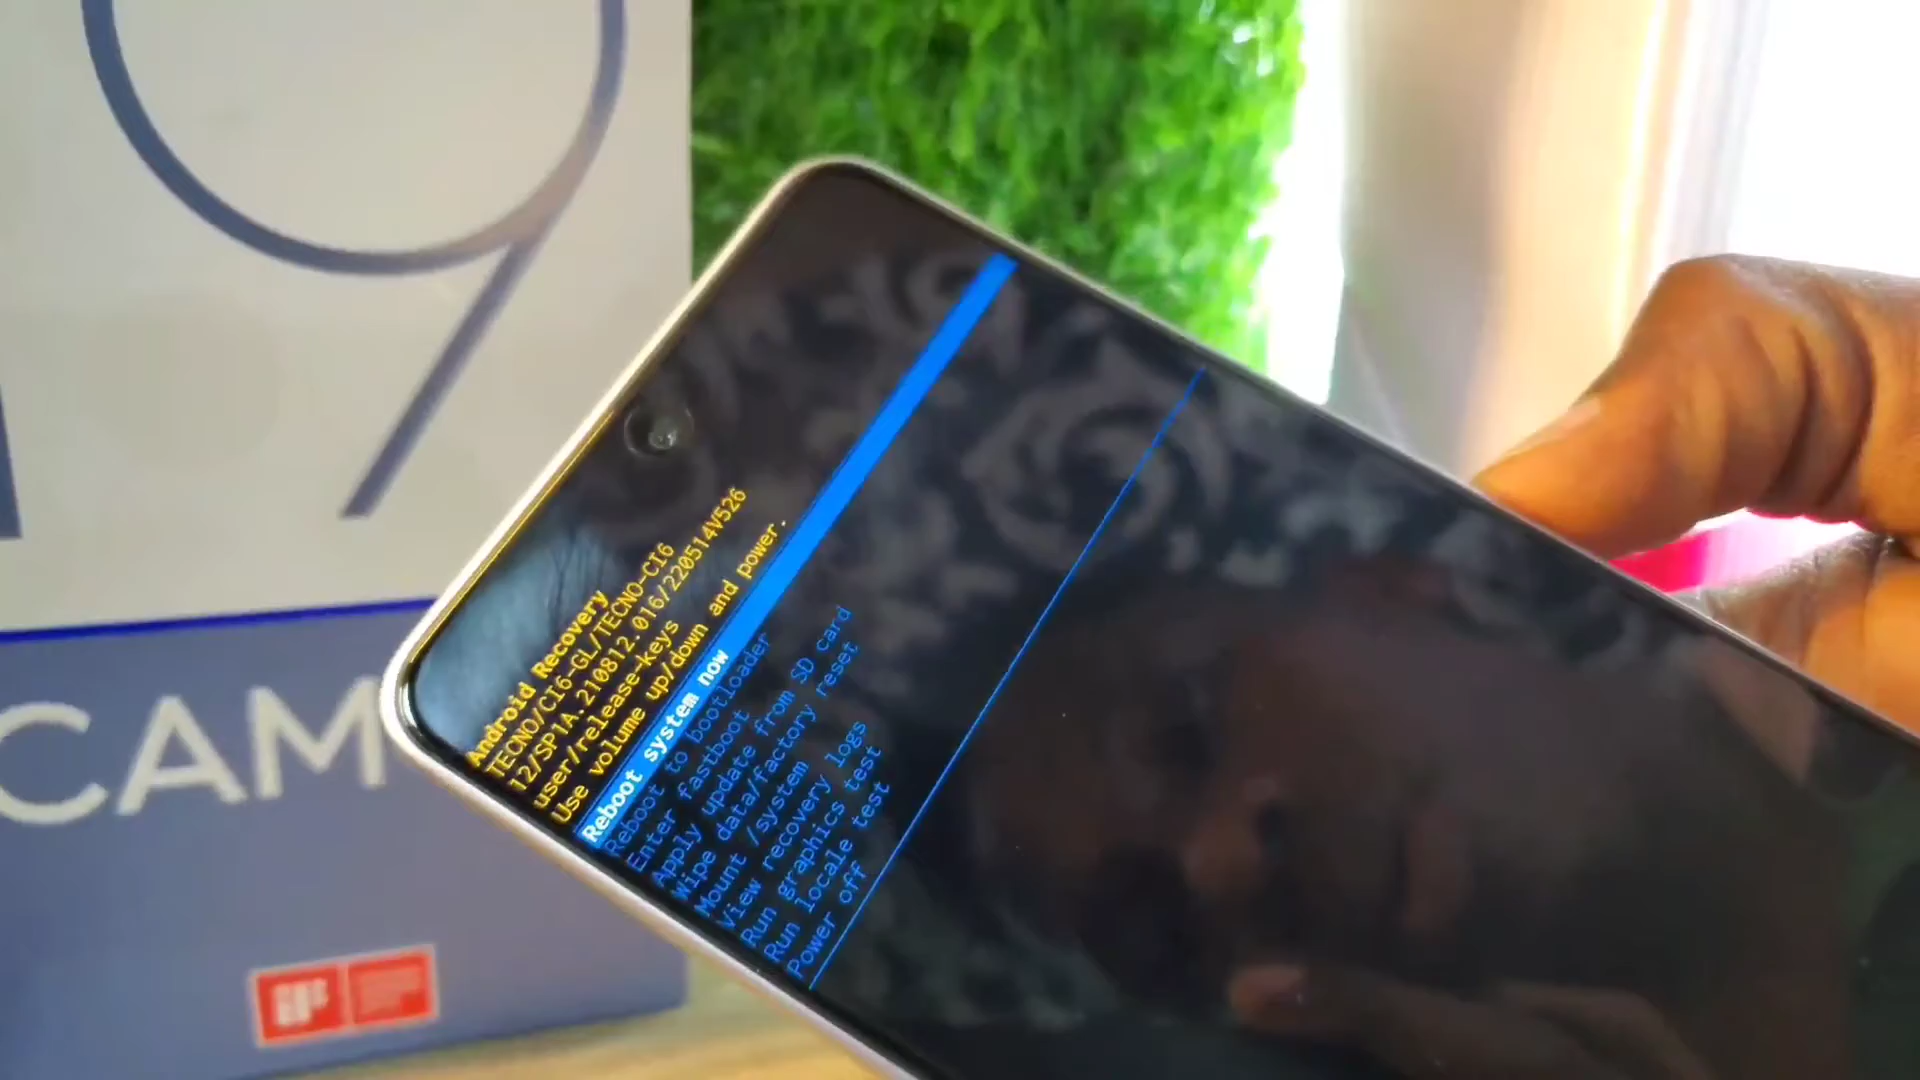 9
CAM
iF
Android Recovery
TECNO/CI6-GL/TECNO-CI6
12/SP1A.210812.016/220514V526
user/release-keys
Use volume up/down and power.
Reboot system now
Reboot to bootloader
Enter fastboot
Apply update from SD card
Wipe data/factory reset
Mount /system
View recovery logs
Run graphics test
Run locale test
Power off